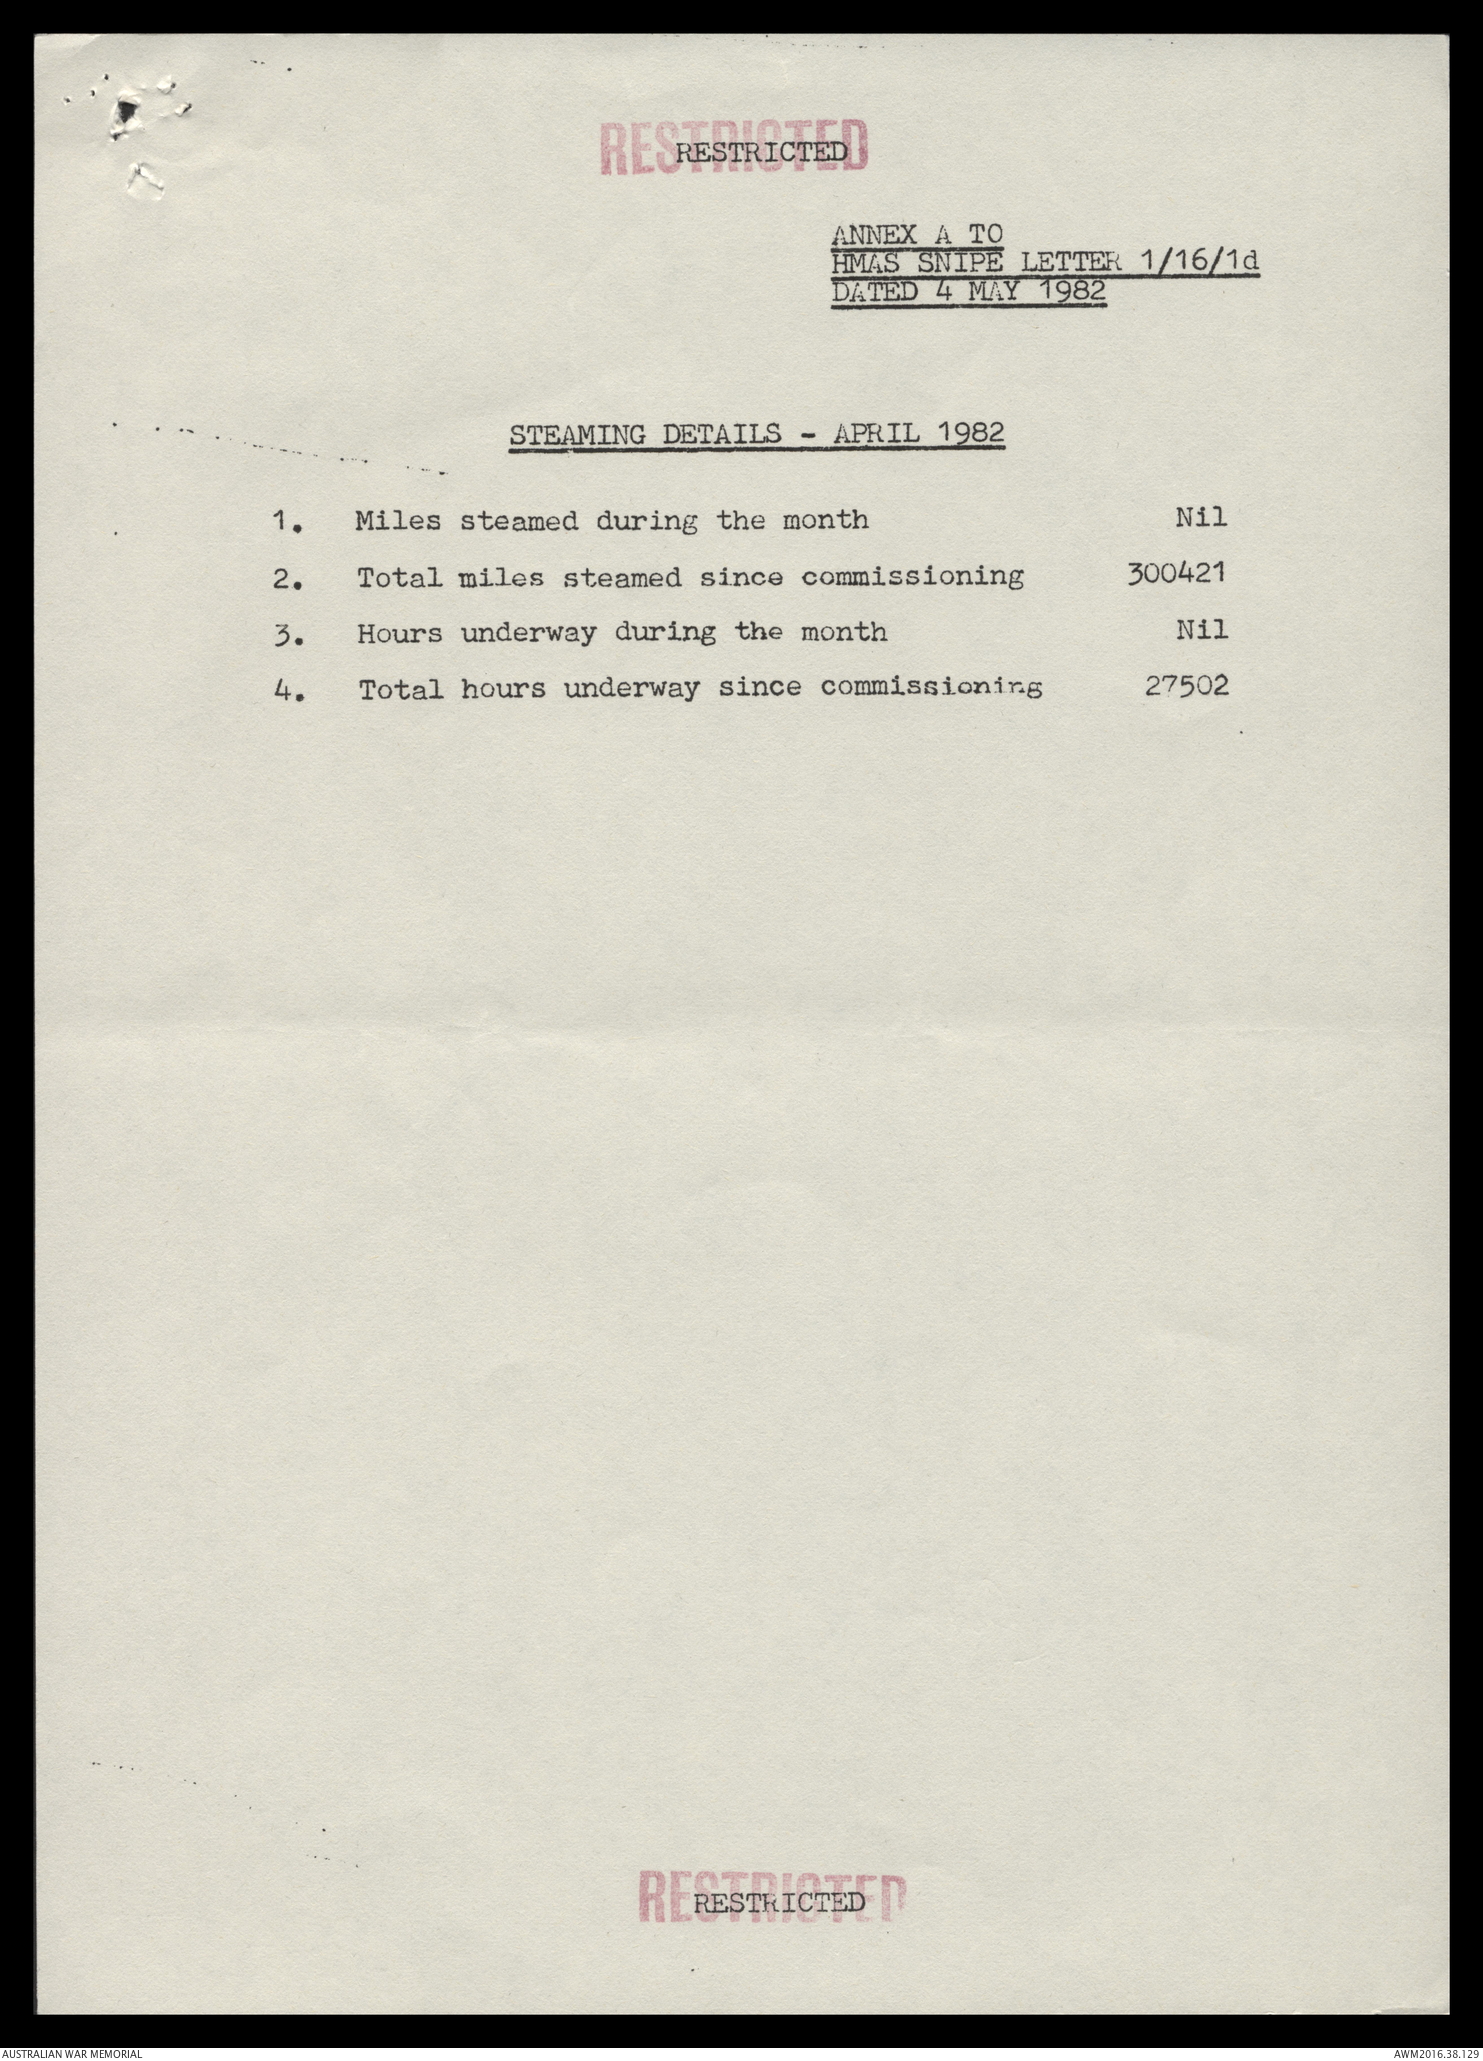 RESTRICTED
RESTRICTED
ANNEX A TO
HMAS SNIPE LETTER 1/16/1d
DATED 4 MAY 1982
STEAMING DETAILS - APRIL 1982
1. Miles steamed during the month Nil
2. Total miles steamed since commissioning 300421
3. Hours underway during the month Nil
4. Total hours underway since commissioning 27502
RESTRICTED
RESTRICTED
AUSTRALIAN WAR MEMORIAL AWM2016.38.129